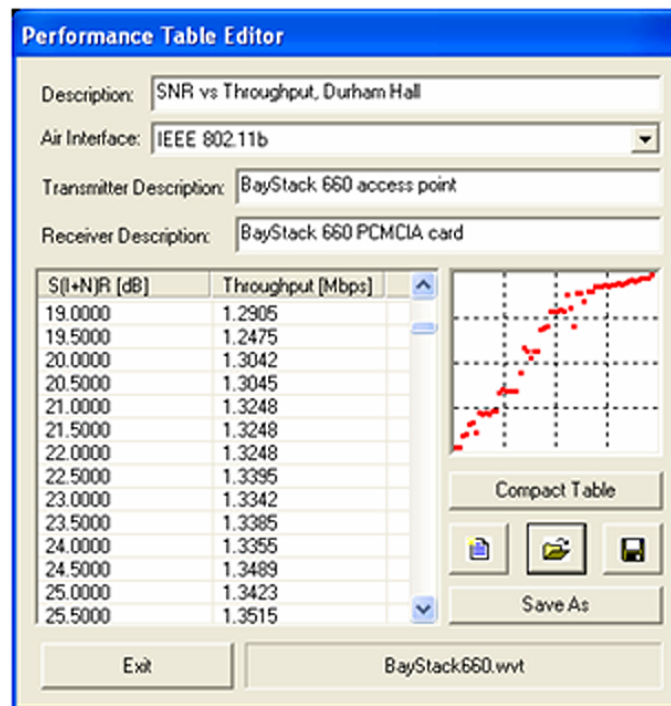 Performance Table Editor
Description: SNR vs Throughput, Durham Hall
Air Interface: IEEE 802.11b
Transmitter Description: BayStack 660 access point
Receiver Description: BayStack 660 PCMCIA card
S(I+N)R [dB] Throughput [Mbps]
19.0000 1.2905
19.5000 1.2475
20.0000 1.3042
20.5000 1.3045
21.0000 1.3248
21.5000 1.3248
22.0000 1.3248
22.5000 1.3395
23.0000 1.3342
23.5000 1.3385
24.0000 1.3355
24.5000 1.3489
25.0000 1.3423
25.5000 1.3515
Compact Table
Save As
Exit
BayStack660.wvt